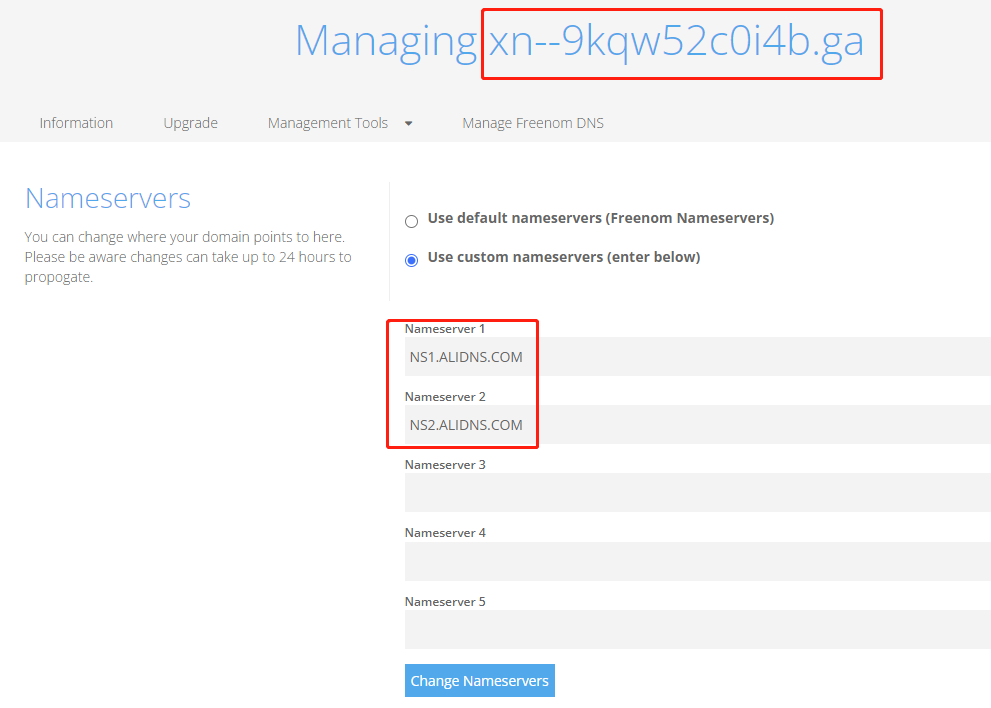 Managing xn--9kqw52c0i4b.ga
Information Upgrade Management Tools Manage Freenom DNS
Nameservers
You can change where your domain points to here.
Please be aware changes can take up to 24 hours to
propogate.
Use default nameservers (Freenom Nameservers)
Use custom nameservers (enter below)
Nameserver 1
NS1.ALIDNS.COM
Nameserver 2
NS2.ALIDNS.COM
Nameserver 3
Nameserver 4
Nameserver 5
Change Nameservers